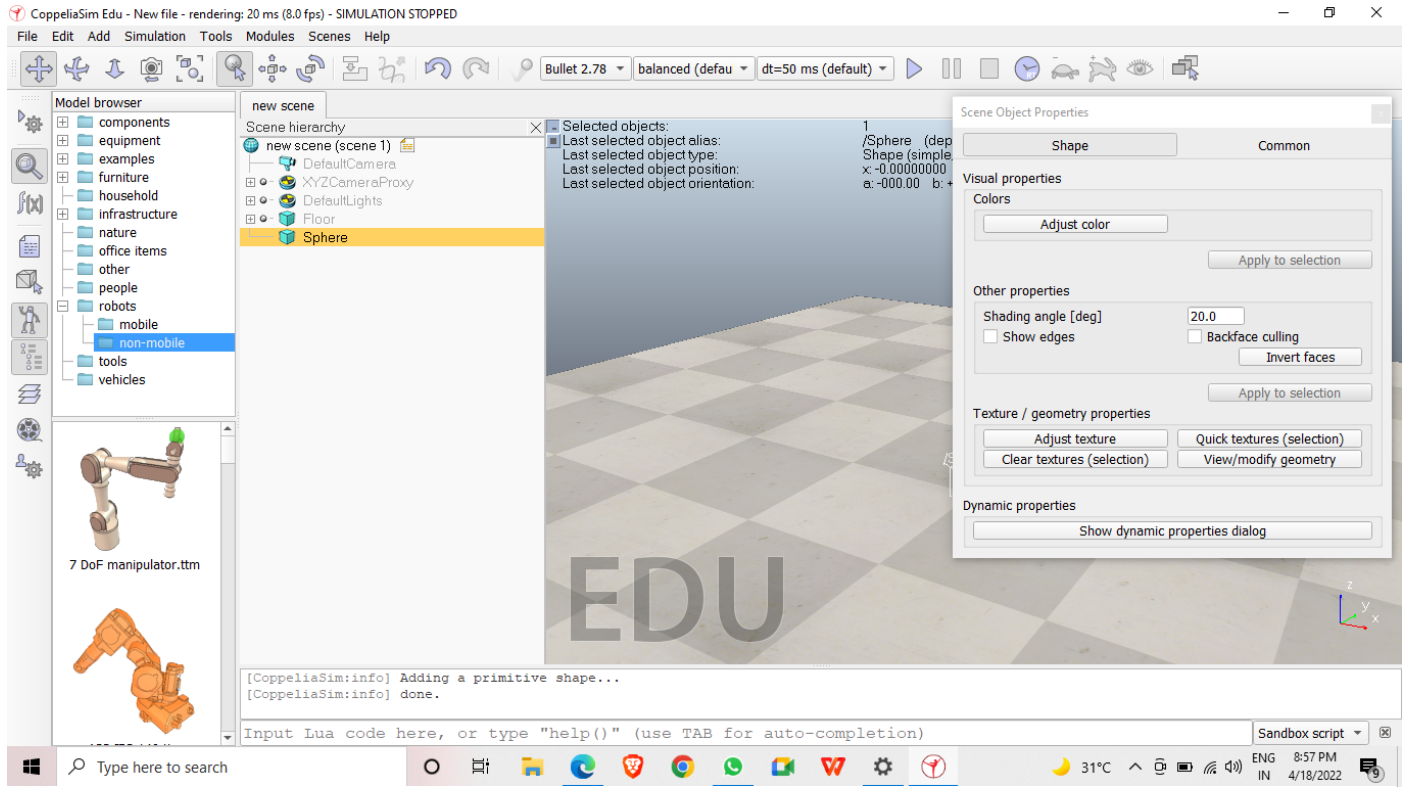 CoppeliaSim Edu - New file - rendering: 20 ms (8.0 fps) - SIMULATION STOPPED
File Edit Add Simulation Tools Modules Scenes Help
Bullet 2.78 balanced (defau dt=50 ms (default)
Model browser
components
equipment
examples
furniture
household
infrastructure
nature
office items
other
people
robots
mobile
non-mobile
tools
vehicles
7 DoF manipulator.ttm
new scene
Scene hierarchy
new scene (scene 1)
DefaultCamera
XYZCameraProxy
DefaultLights
Floor
Sphere
Selected objects: 1
Last selected object alias: /Sphere (dep
Last selected object type: Shape (simple,
Last selected object position: x: -0.00000000
Last selected object orientation: a: -000.00 b: +
EDU
z
y
x
Scene Object Properties
Shape Common
Visual properties
Colors
Adjust color
Apply to selection
Other properties
Shading angle [deg] 20.0
Show edges Backface culling
Invert faces
Apply to selection
Texture / geometry properties
Adjust texture Quick textures (selection)
Clear textures (selection) View/modify geometry
Dynamic properties
Show dynamic properties dialog
[CoppeliaSim:info] Adding a primitive shape...
[CoppeliaSim:info] done.
Input Lua code here, or type "help()" (use TAB for auto-completion) Sandbox script
Type here to search
31°C
ENG
IN
8:57 PM
4/18/2022
9